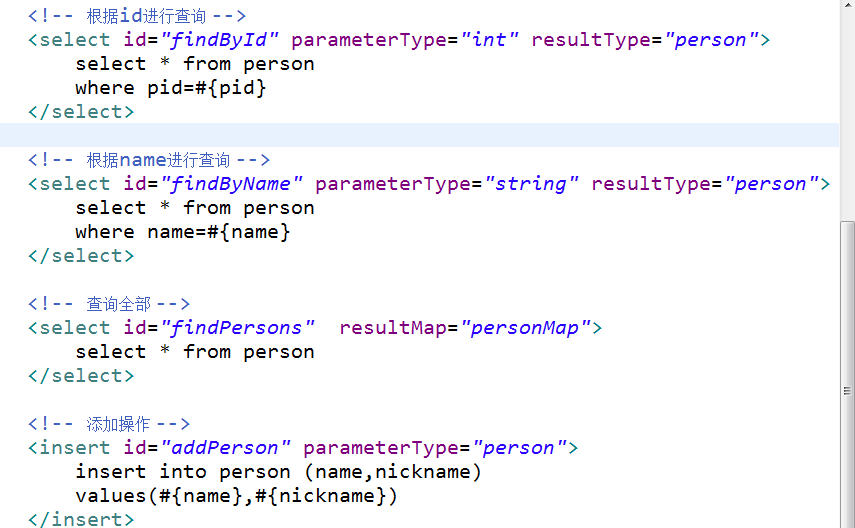 <!-- 根据id进行查询 -->
<select id="findById" parameterType="int" resultType="person">
select * from person
where pid=#{pid}
</select>
<!-- 根据name进行查询 -->
<select id="findByName" parameterType="string" resultType="person">
select * from person
where name=#{name}
</select>
<!-- 查询全部 -->
<select id="findPersons"  resultMap="personMap">
select * from person
</select>
<!-- 添加操作 -->
<insert id="addPerson" parameterType="person">
insert into person (name,nickname)
values(#{name},#{nickname})
</insert>